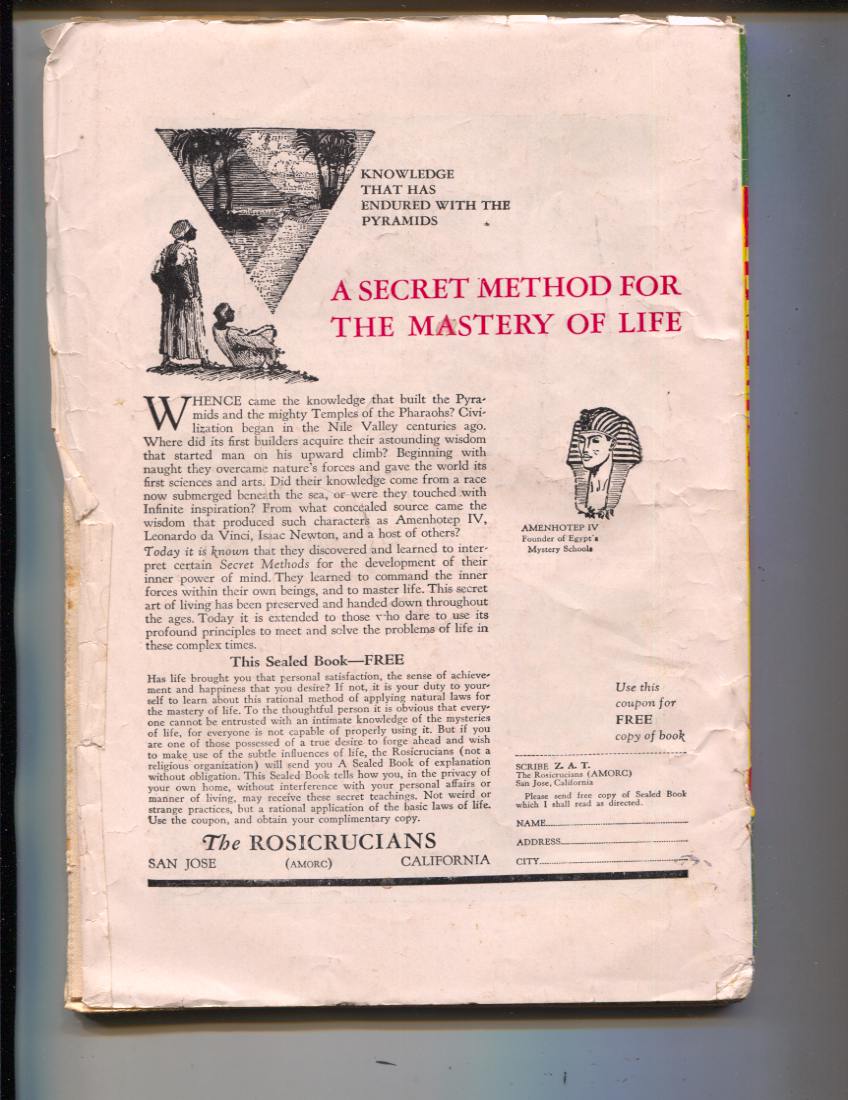 KNOWLEDGE
THAT HAS
ENDURED WITH THE
PYRAMIDS
A SECRET METHOD FOR
THE MASTERY OF LIFE
WHENCE came the knowledge that built the Pyra-
mids and the mighty Temples of the Pharaohs? Civi-
lization began in the Nile Valley centuries ago.
Where did its first builders acquire their astounding wisdom
that started man on his upward climb? Beginning with
naught they overcame nature's forces and gave the world its
first sciences and arts. Did their knowledge come from a race
now submerged beneath the sea, or were they touched with
Infinite inspiration? From what concealed source came the
wisdom that produced such characters as Amenhotep IV,
Leonardo da Vinci, Isaac Newton, and a host of others?
Today it is known that they discovered and learned to inter-
pret certain Secret Methods for the development of their
inner power of mind. They learned to command the inner
forces within their own beings, and to master life. This secret
art of living has been preserved and handed down throughout
the ages. Today it is extended to those who dare to use its
profound principles to meet and solve the problems of life in
these complex times.
This Sealed Book—FREE
Has life brought you that personal satisfaction, the sense of achieve-
ment and happiness that you desire? If not, it is your duty to your-
self to learn about this rational method of applying natural laws for
the mastery of life. To the thoughtful person it is obvious that every-
one cannot be entrusted with an intimate knowledge of the mysteries
of life, for everyone is not capable of properly using it. But if you
are one of those possessed of a true desire to forge ahead and wish
to make use of the subtle influences of life, the Rosicrucians (not a
religious organization) will send you A Sealed Book of explanation
without obligation. This Sealed Book tells how you, in the privacy of
your own home, without interference with your personal affairs or
manner of living, may receive these secret teachings. Not weird or
strange practices, but a rational application of the basic laws of life.
Use the coupon, and obtain your complimentary copy.
The ROSICRUCIANS
SAN JOSE (AMORC) CALIFORNIA
AMENHOTEP IV
Founder of Egypt's
Mystery Schools
Use this
coupon for
FREE
copy of book
SCRIBE Z. A. T.
The Rosicrucians (AMORC)
San Jose, California
Please send free copy of Sealed Book
which I shall read as directed.
NAME
ADDRESS
CITY